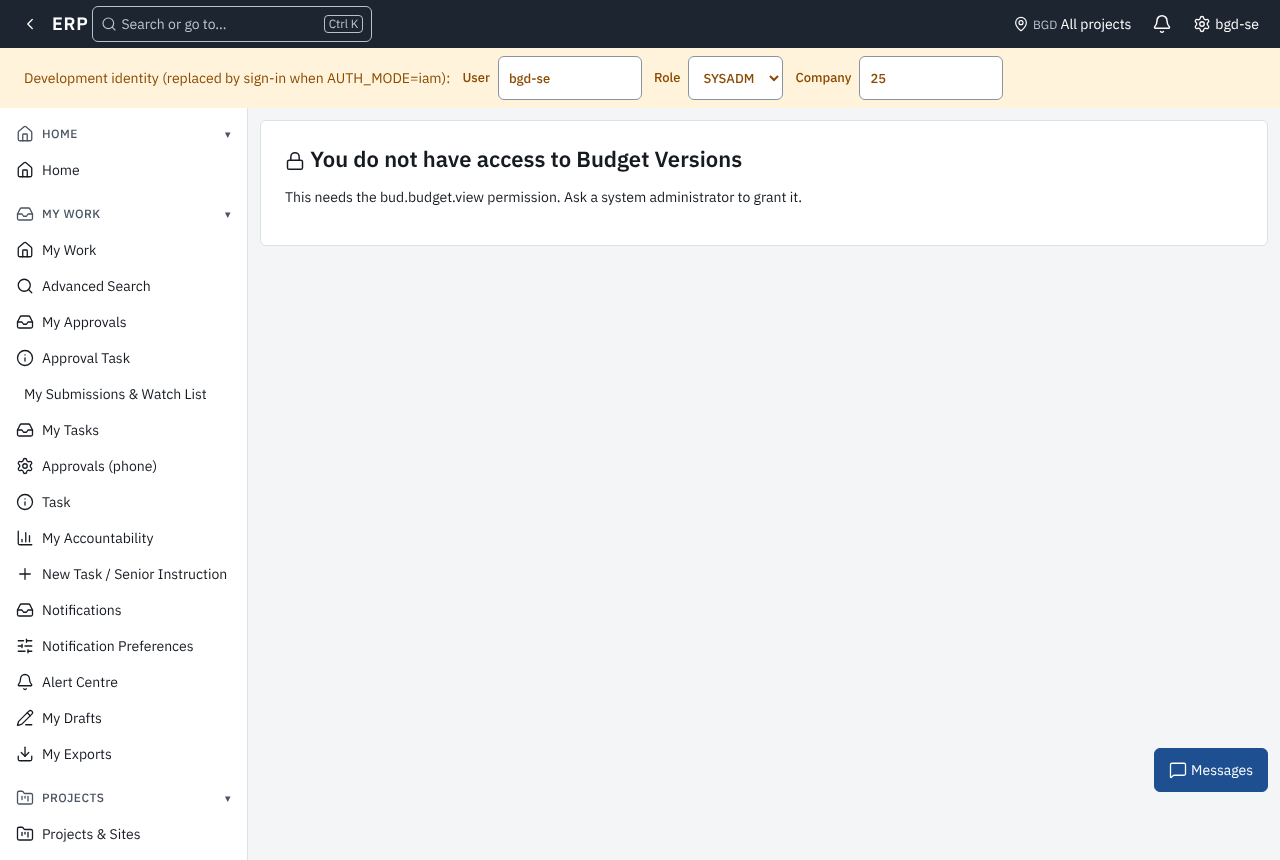 ERP
Search or go to...
Ctrl K
BGD All projects
bgd-se
Development identity (replaced by sign-in when AUTH_MODE=iam):
User
bgd-se
Role
SYSADM
Company
25
HOME
Home
MY WORK
My Work
Advanced Search
My Approvals
Approval Task
My Submissions & Watch List
My Tasks
Approvals (phone)
Task
My Accountability
New Task / Senior Instruction
Notifications
Notification Preferences
Alert Centre
My Drafts
My Exports
PROJECTS
Projects & Sites
You do not have access to Budget Versions
This needs the bud.budget.view permission. Ask a system administrator to grant it.
Messages